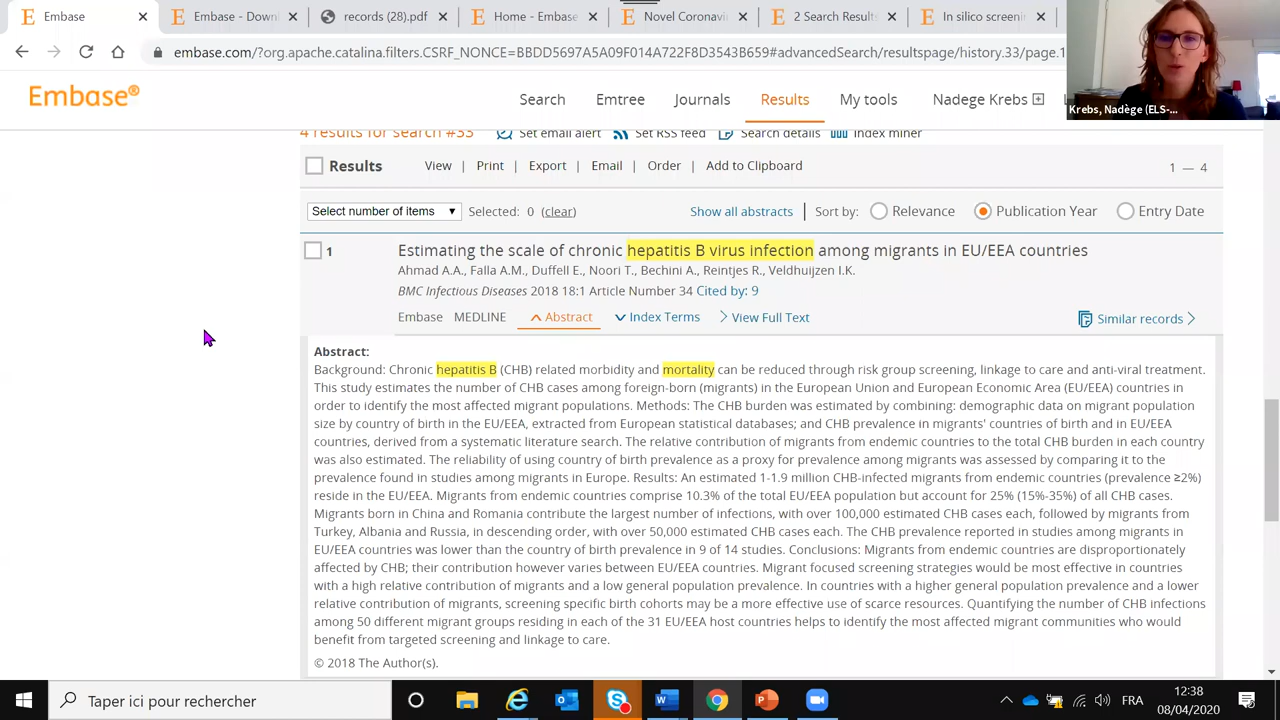 Embase
Embase - Down
records (28).pdf
Home - Embase
Novel Coronavi
2 Search Results
In silico screeni
embase.com/?org.apache.catalina.filters.CSRF_NONCE=BBDD5697A5A09F014A722F8D3543B659#advancedSearch/resultspage/history.33/page.1
Krebs, Nadège (ELS-...
Embase®
Search Emtree Journals Results My tools Nadege Krebs
4 results for search #33 Set email alert Set RSS feed Search details Index miner
Results View | Print | Export | Email | Order | Add to Clipboard 1 — 4
Select number of items Selected: 0 (clear) Show all abstracts Sort by: Relevance Publication Year Entry Date
1 Estimating the scale of chronic hepatitis B virus infection among migrants in EU/EEA countries
Ahmad A.A., Falla A.M., Duffell E., Noori T., Bechini A., Reintjes R., Veldhuijzen I.K.
BMC Infectious Diseases 2018 18:1 Article Number 34 Cited by: 9
Embase MEDLINE Abstract Index Terms View Full Text Similar records
Abstract:
Background: Chronic hepatitis B (CHB) related morbidity and mortality can be reduced through risk group screening, linkage to care and anti-viral treatment.
This study estimates the number of CHB cases among foreign-born (migrants) in the European Union and European Economic Area (EU/EEA) countries in
order to identify the most affected migrant populations. Methods: The CHB burden was estimated by combining: demographic data on migrant population
size by country of birth in the EU/EEA, extracted from European statistical databases; and CHB prevalence in migrants' countries of birth and in EU/EEA
countries, derived from a systematic literature search. The relative contribution of migrants from endemic countries to the total CHB burden in each country
was also estimated. The reliability of using country of birth prevalence as a proxy for prevalence among migrants was assessed by comparing it to the
prevalence found in studies among migrants in Europe. Results: An estimated 1-1.9 million CHB-infected migrants from endemic countries (prevalence ≥2%)
reside in the EU/EEA. Migrants from endemic countries comprise 10.3% of the total EU/EEA population but account for 25% (15%-35%) of all CHB cases.
Migrants born in China and Romania contribute the largest number of infections, with over 100,000 estimated CHB cases each, followed by migrants from
Turkey, Albania and Russia, in descending order, with over 50,000 estimated CHB cases each. The CHB prevalence reported in studies among migrants in
EU/EEA countries was lower than the country of birth prevalence in 9 of 14 studies. Conclusions: Migrants from endemic countries are disproportionately
affected by CHB; their contribution however varies between EU/EEA countries. Migrant focused screening strategies would be most effective in countries
with a high relative contribution of migrants and a low general population prevalence. In countries with a higher general population prevalence and a lower
relative contribution of migrants, screening specific birth cohorts may be a more effective use of scarce resources. Quantifying the number of CHB infections
among 50 different migrant groups residing in each of the 31 EU/EEA host countries helps to identify the most affected migrant communities who would
benefit from targeted screening and linkage to care.
© 2018 The Author(s).
Taper ici pour rechercher
FRA
12:38
08/04/2020